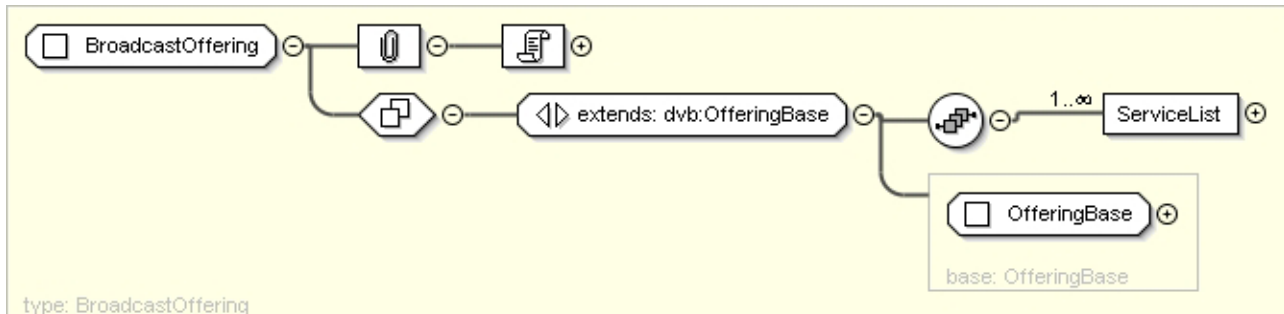 BroadcastOffering
extends: dvb:OfferingBase
1..∞
ServiceList
OfferingBase
base: OfferingBase
type: BroadcastOffering